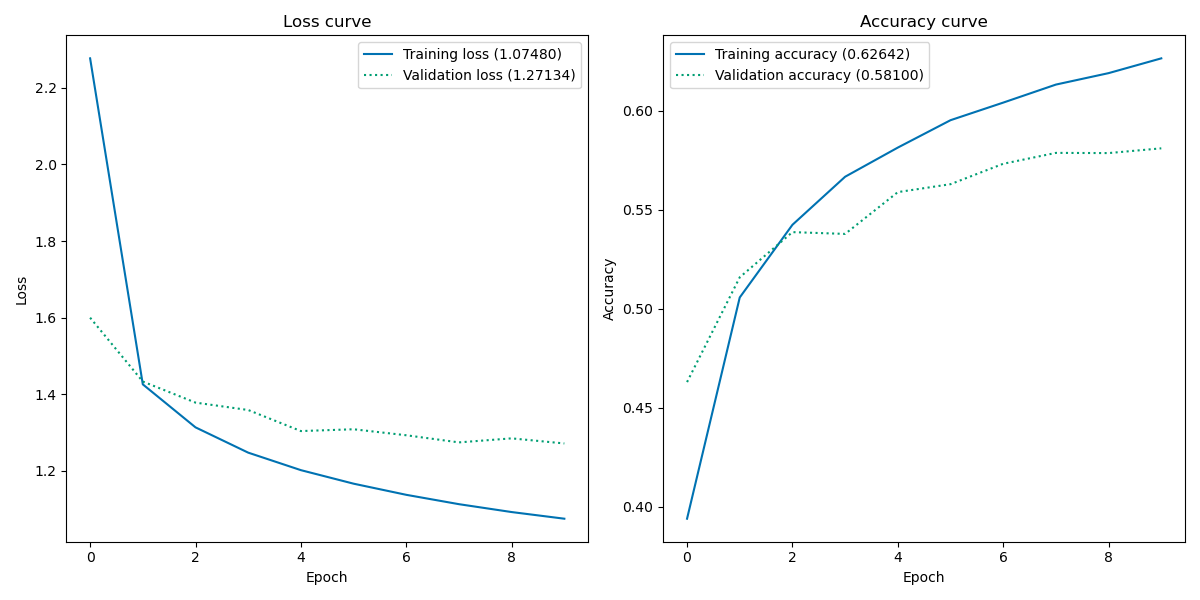 Loss curve
Training loss (1.07480)
Validation loss (1.27134)
2.2
2.0
1.8
1.6
1.4
1.2
Loss
0 2 4 6 8
Epoch
Accuracy curve
Training accuracy (0.62642)
Validation accuracy (0.58100)
0.60
0.55
0.50
0.45
0.40
Accuracy
0 2 4 6 8
Epoch